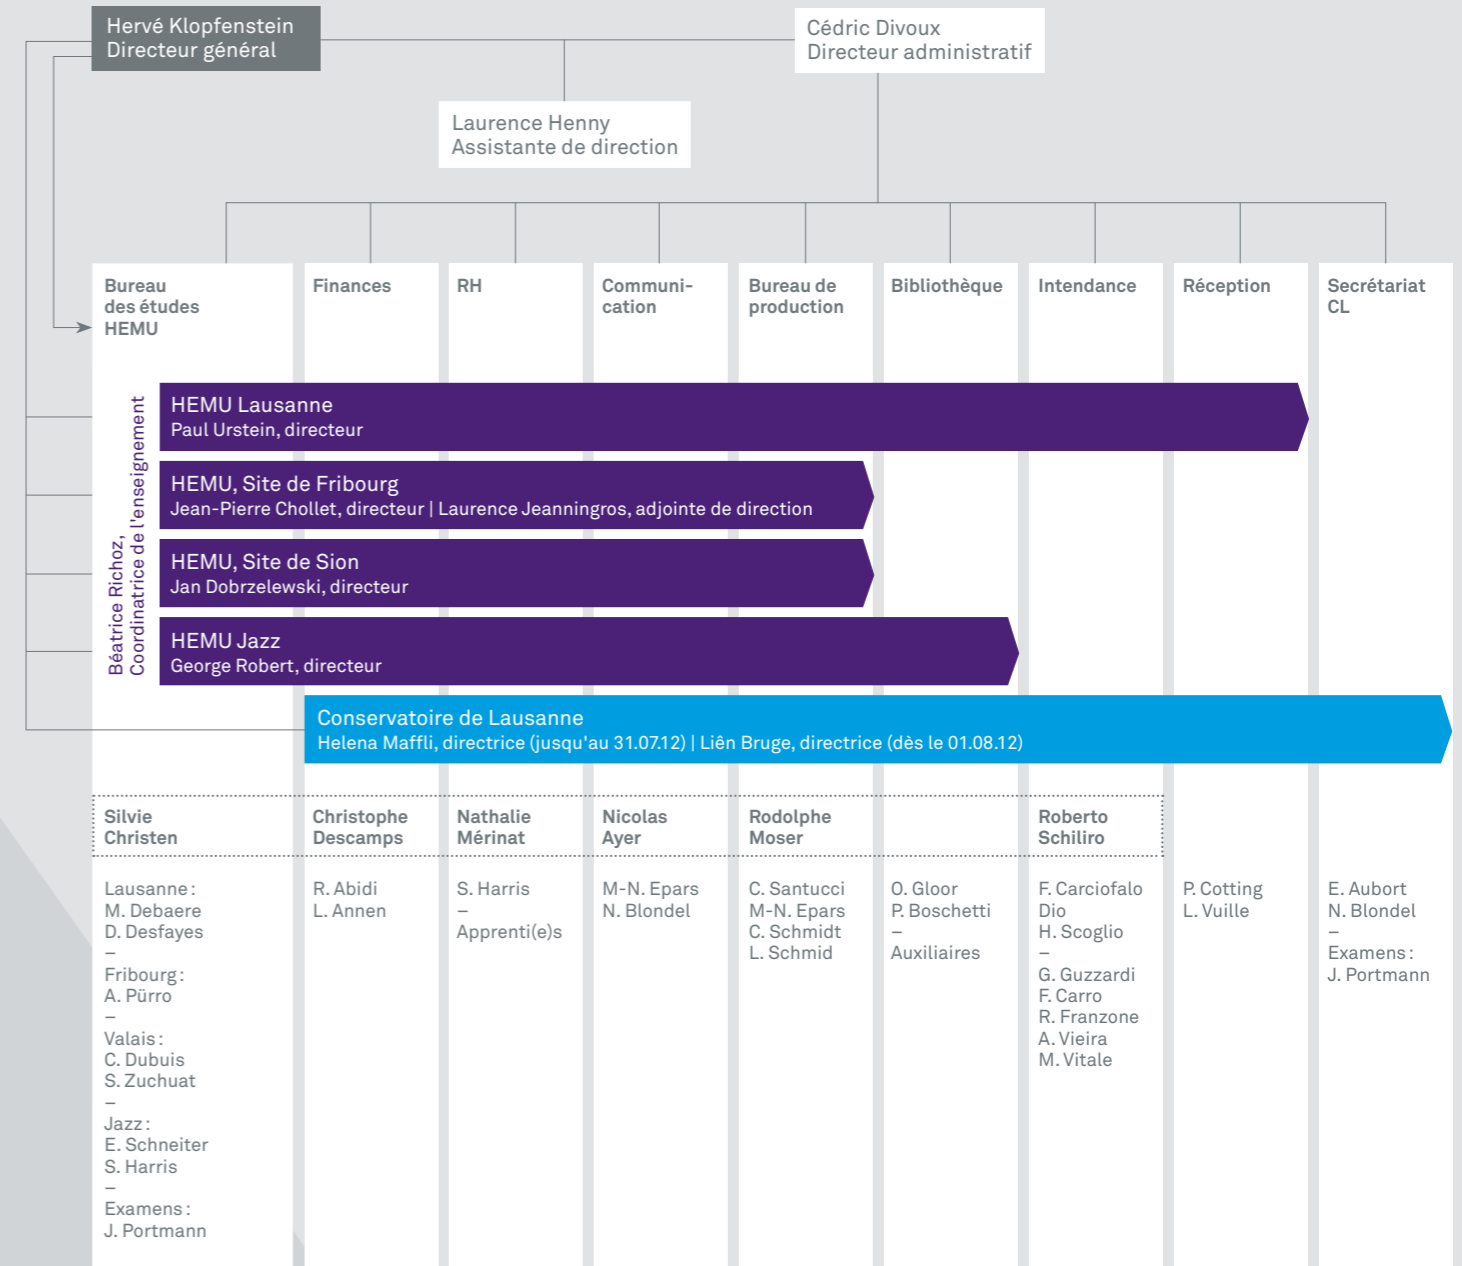 Hervé Klopfenstein
Directeur général
Cédric Divoux
Directeur administratif
Laurence Henny
Assistante de direction
Bureau
des études
HEMU
Finances
RH
Communi-
cation
Bureau de
production
Bibliothèque
Intendance
Réception
Secrétariat
CL
Béatrice Richoz,
Coordinatrice de l'enseignement
HEMU Lausanne
Paul Urstein, directeur
HEMU, Site de Fribourg
Jean-Pierre Chollet, directeur | Laurence Jeanningros, adjointe de direction
HEMU, Site de Sion
Jan Dobrzelewski, directeur
HEMU Jazz
George Robert, directeur
Conservatoire de Lausanne
Helena Maffli, directrice (jusqu'au 31.07.12) | Liên Bruge, directrice (dès le 01.08.12)
Silvie
Christen
Christophe
Descamps
Nathalie
Mérinat
Nicolas
Ayer
Rodolphe
Moser
Roberto
Schiliro
Lausanne :
M. Debaere
D. Desfayes
–
Fribourg :
A. Pürro
–
Valais :
C. Dubuis
S. Zuchuat
–
Jazz :
E. Schneiter
S. Harris
–
Examens :
J. Portmann
R. Abidi
L. Annen
S. Harris
–
Apprenti(e)s
M-N. Epars
N. Blondel
C. Santucci
M-N. Epars
C. Schmidt
L. Schmid
O. Gloor
P. Boschetti
–
Auxiliaires
F. Carciofalo
Dio
H. Scoglio
–
G. Guzzardi
F. Carro
R. Franzone
A. Vieira
M. Vitale
P. Cotting
L. Vuille
E. Aubort
N. Blondel
–
Examens :
J. Portmann